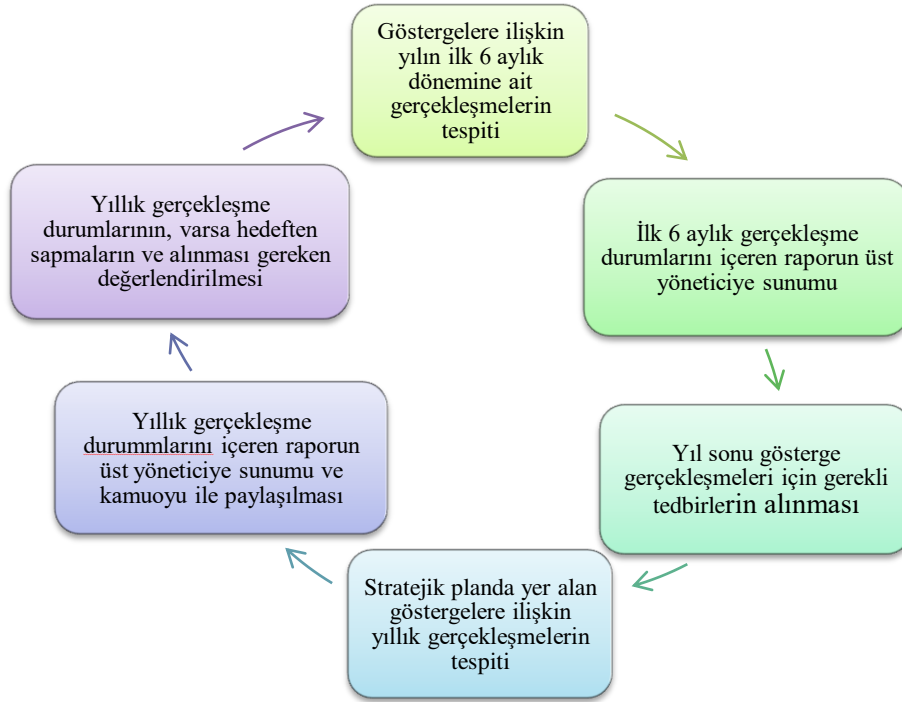 Göstergelere ilişkin
yılın ilk 6 aylık
dönemine ait
gerçekleşmelerin
tespiti
İlk 6 aylık gerçekleşme
durumlarını içeren raporun üst
yöneticiye sunumu
Yıl sonu gösterge
gerçekleşmeleri için gerekli
tedbirlerin alınması
Stratejik planda yer alan
göstergelere ilişkin
yıllık gerçekleşmelerin
tespiti
Yıllık gerçekleşme
durummlarını içeren raporun
üst yöneticiye sunumu ve
kamuoyu ile paylaşılması
Yıllık gerçekleşme
durumlarının, varsa hedeften
sapmaların ve alınması gereken
değerlendirilmesi